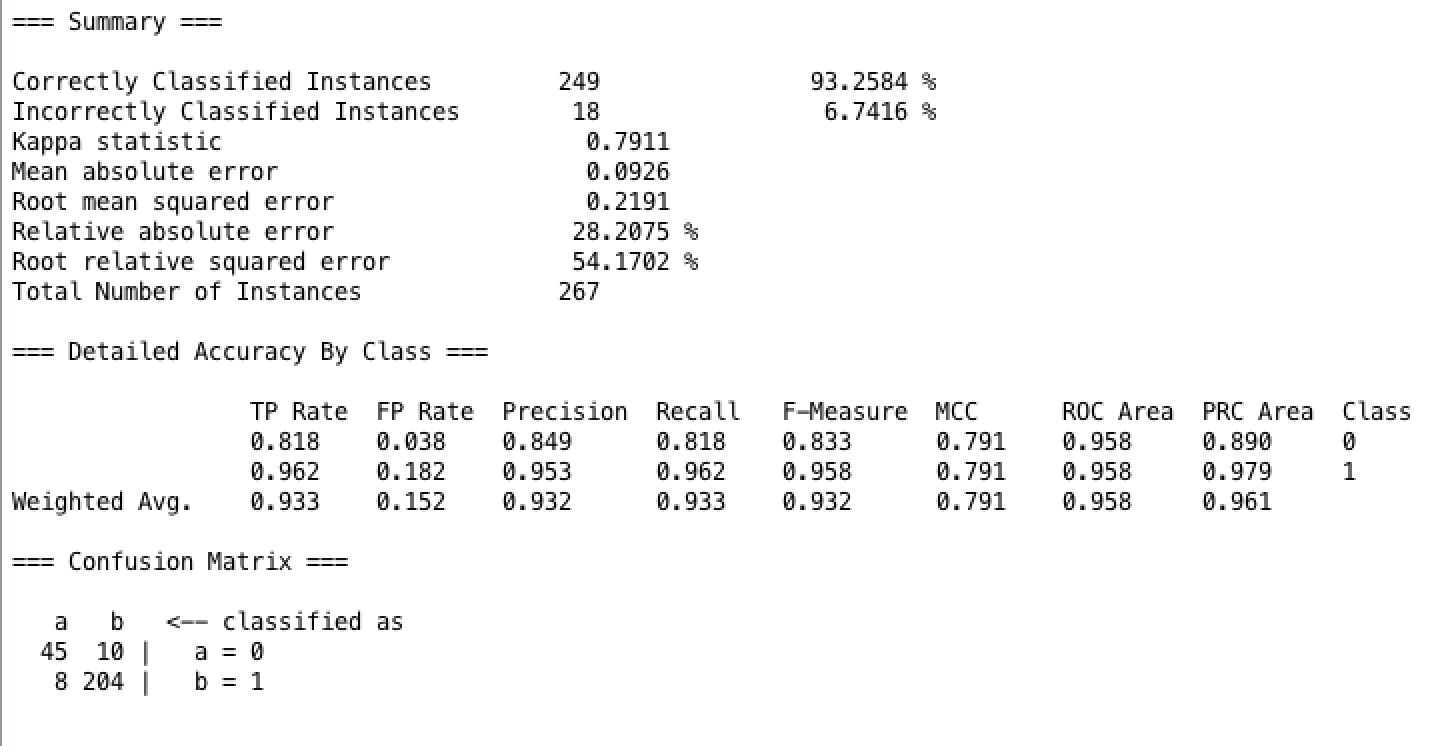 === Summary ===
Correctly Classified Instances 249 93.2584 %
Incorrectly Classified Instances 18 6.7416 %
Kappa statistic 0.7911
Mean absolute error 0.0926
Root mean squared error 0.2191
Relative absolute error 28.2075 %
Root relative squared error 54.1702 %
Total Number of Instances 267
=== Detailed Accuracy By Class ===
TP Rate FP Rate Precision Recall F-Measure MCC ROC Area PRC Area Class
0.818 0.038 0.849 0.818 0.833 0.791 0.958 0.890 0
0.962 0.182 0.953 0.962 0.958 0.791 0.958 0.979 1
Weighted Avg. 0.933 0.152 0.932 0.933 0.932 0.791 0.958 0.961
=== Confusion Matrix ===
a b <-- classified as
45 10 | a = 0
8 204 | b = 1